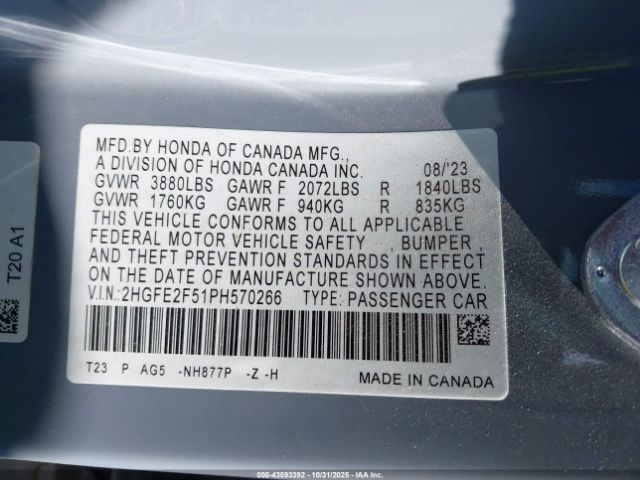 MFD.BY HONDA OF CANADA MFG.,
A DIVISION OF HONDA CANADA INC. 08/'23
GVWR 3880LBS GAWR F 2072LBS R 1840LBS
GVWR 1760KG GAWR F 940KG R 835KG
THIS VEHICLE CONFORMS TO ALL APPLICABLE
FEDERAL MOTOR VEHICLE SAFETY , BUMPER ,
AND THEFT PREVENTION STANDARDS IN EFFECT
ON THE DATE OF MANUFACTURE SHOWN ABOVE.
V.I.N.:2HGFE2F51PH570266 TYPE: PASSENGER CAR
T23 P AG5 -NH877P -Z -H
MADE IN CANADA
T20 A1
000-43593392 - 10/31/2025 - IAA, Inc.